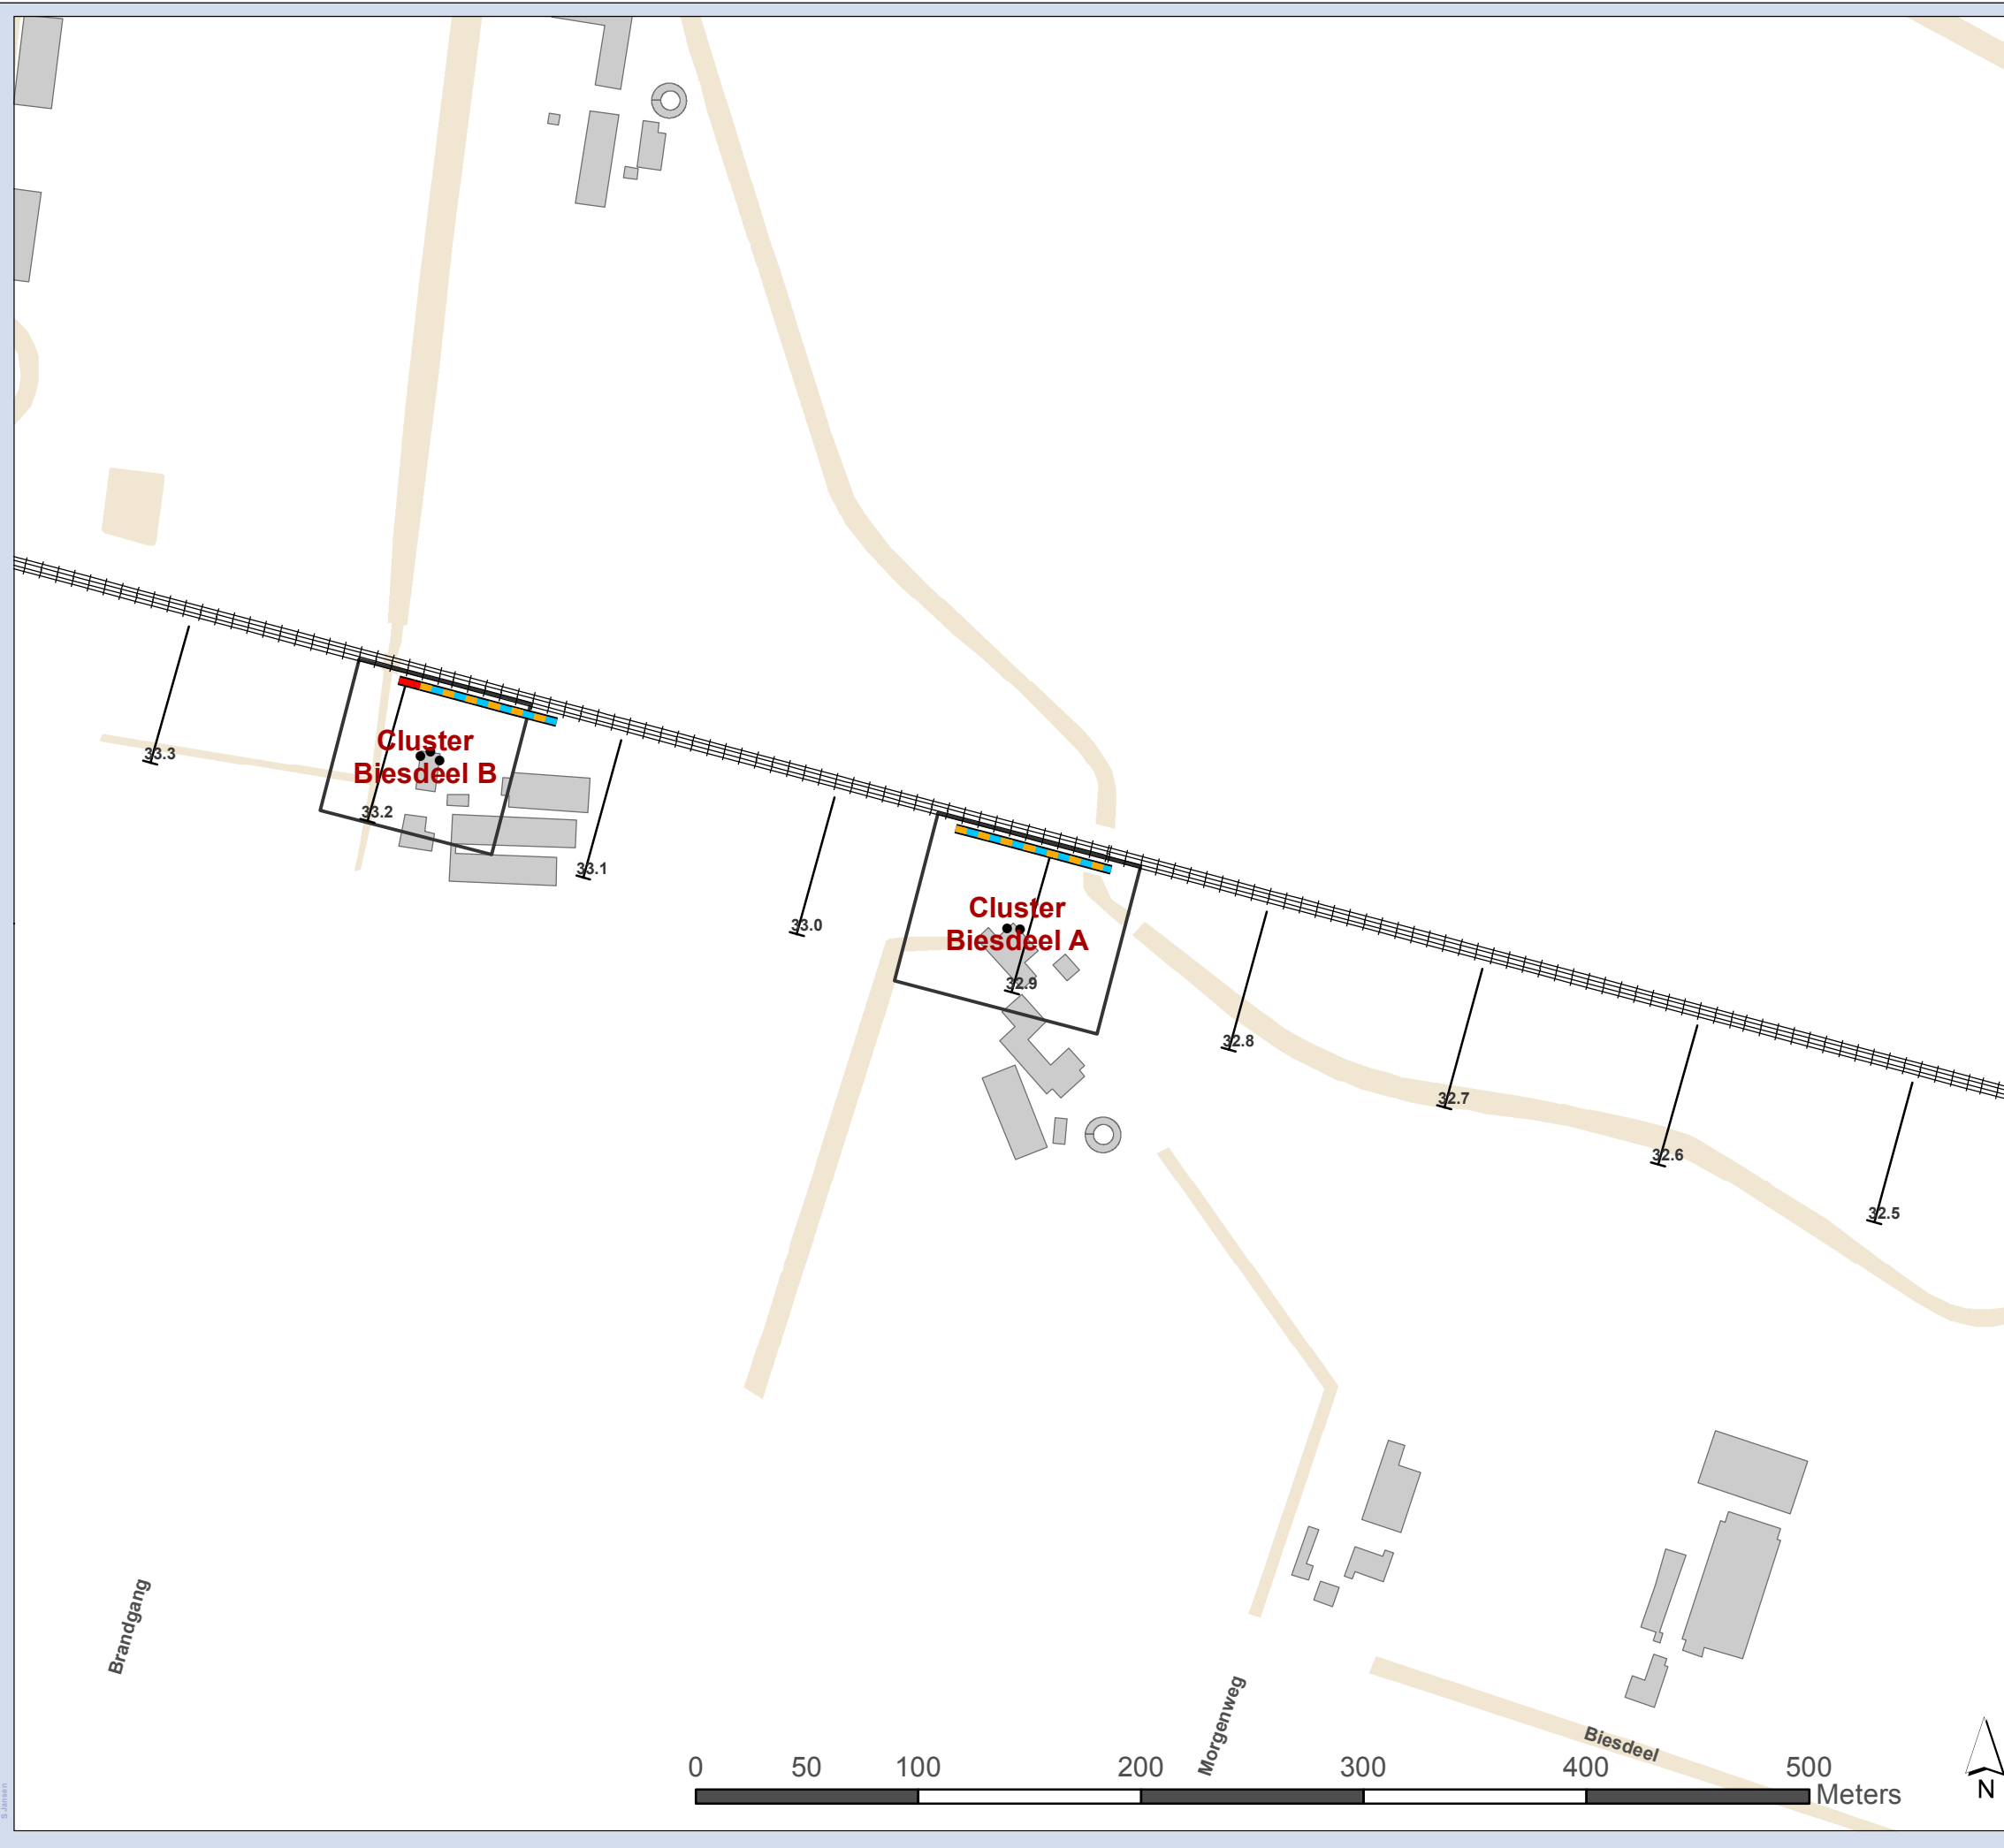 Cluster
Biesdeel B
33.3
33.2
33.1
Cluster
Biesdeel A
33.0
32.9
32.8
32.7
32.6
32.5
Brandgang
Morgenweg
Biesdeel
0 50 100 200 300 400 500
Meters
N
S Jansen